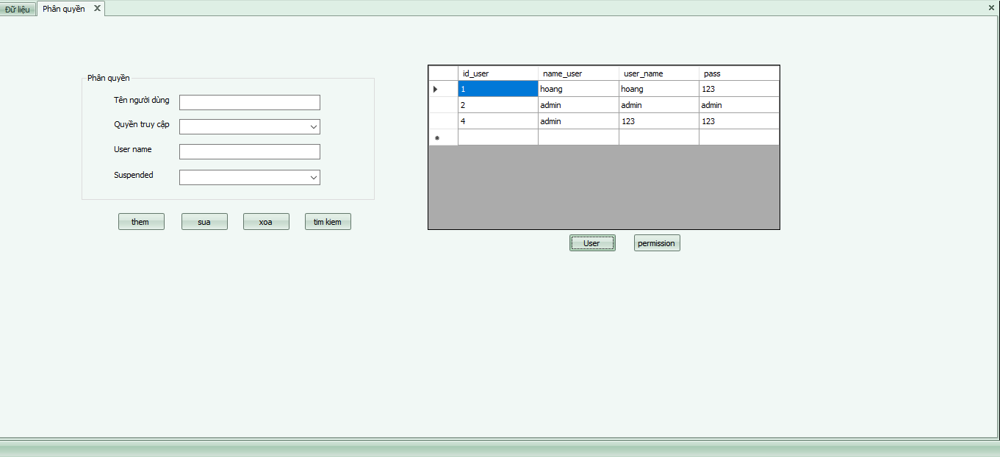 Đữ liệu
Phân quyền
Phân quyền
Tên người dùng
Quyền truy cập
User name
Suspended
them sua xoa tim kiem
id_user name_user user_name pass
1 hoang hoang 123
2 admin admin admin
4 admin 123 123
User permission